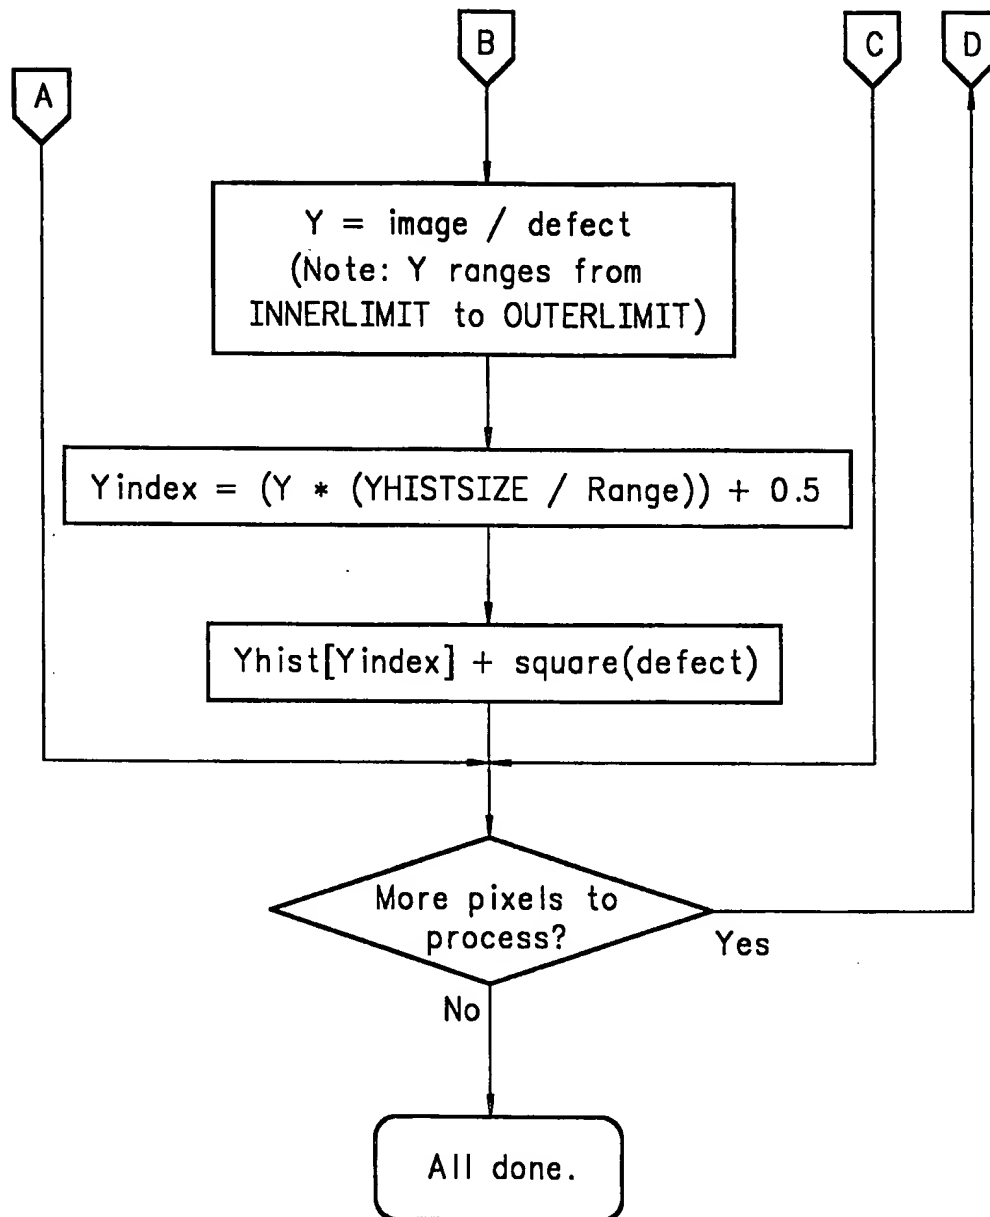 A
B
C
D
Y = image / defect
(Note: Y ranges from
INNERLIMIT to OUTERLIMIT)
Yindex = (Y * (YHISTSIZE / Range)) + 0.5
Yhist[Yindex] + square(defect)
More pixels to
process?
Yes
No
All done.